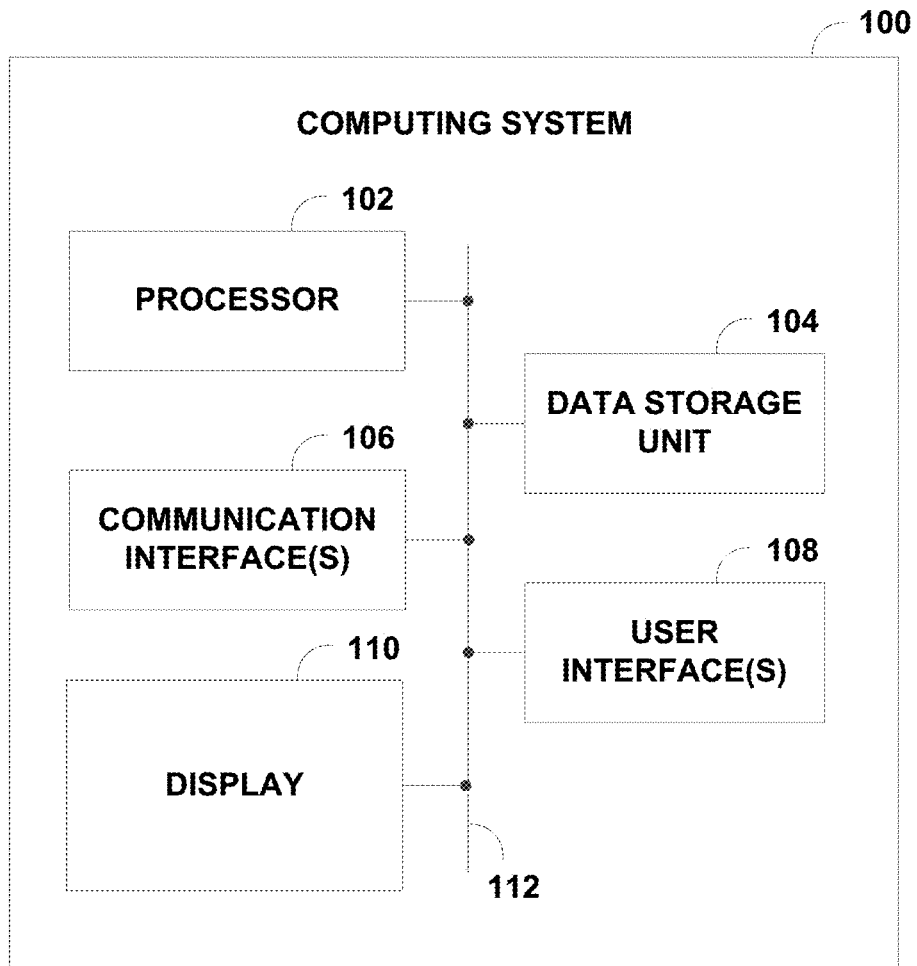 100
COMPUTING SYSTEM
102
PROCESSOR
104
DATA STORAGE
UNIT
106
COMMUNICATION
INTERFACE(S)
108
USER
INTERFACE(S)
110
DISPLAY
112